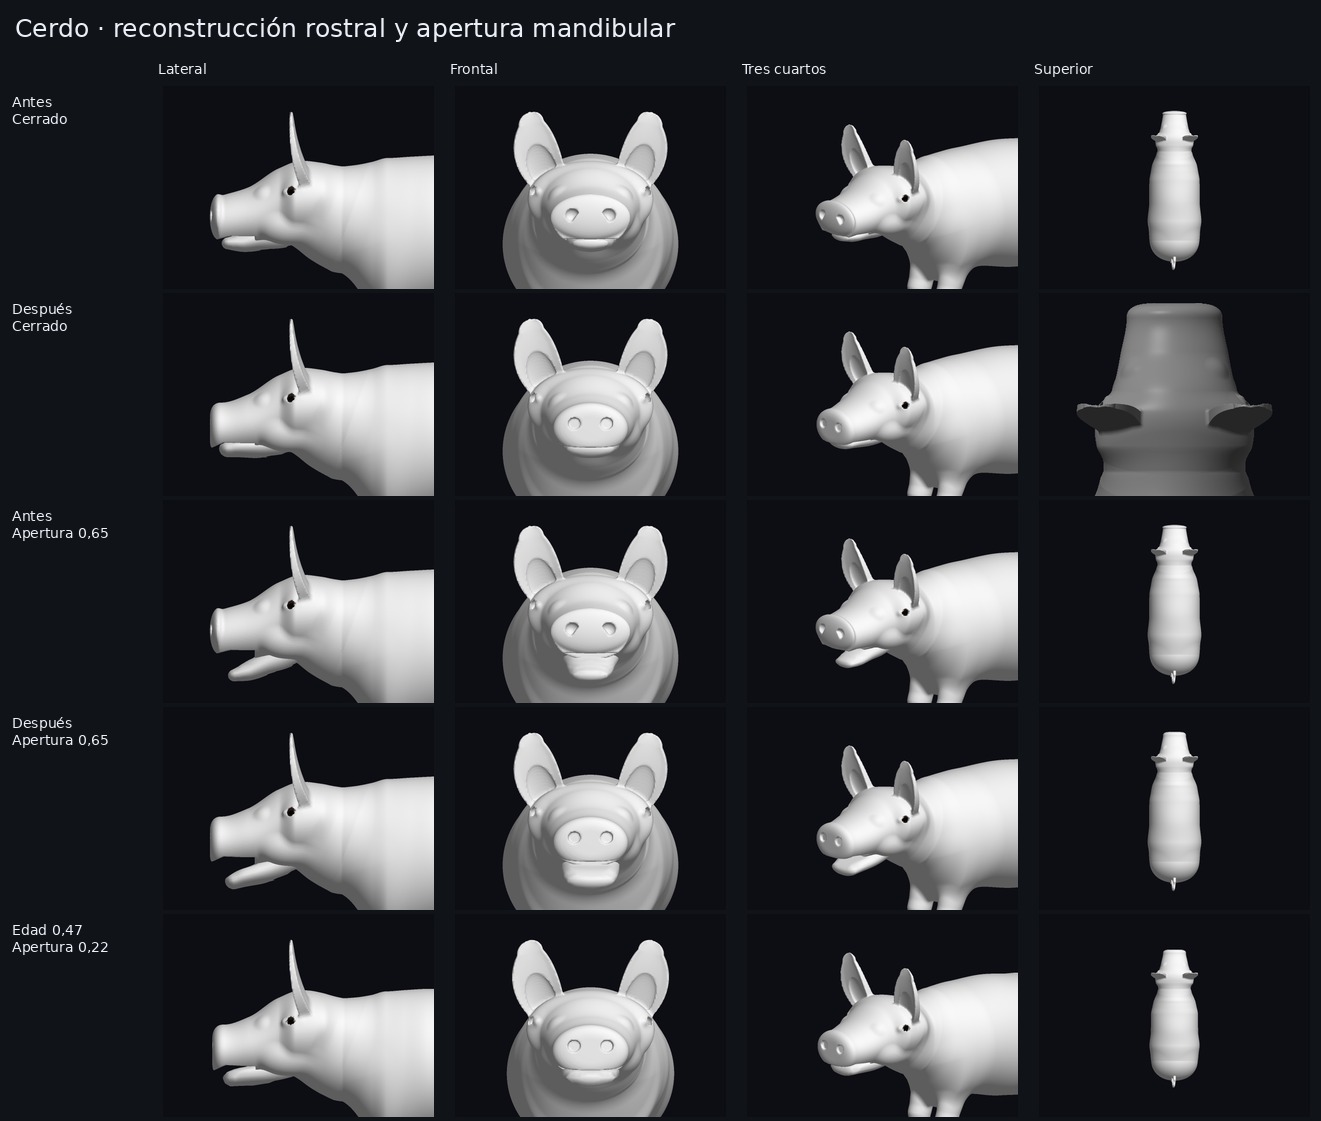 Cerdo · reconstrucción rostral y apertura mandibular
Lateral
Frontal
Tres cuartos
Superior
Antes
Cerrado
Después
Cerrado
Antes
Apertura 0,65
Después
Apertura 0,65
Edad 0,47
Apertura 0,22